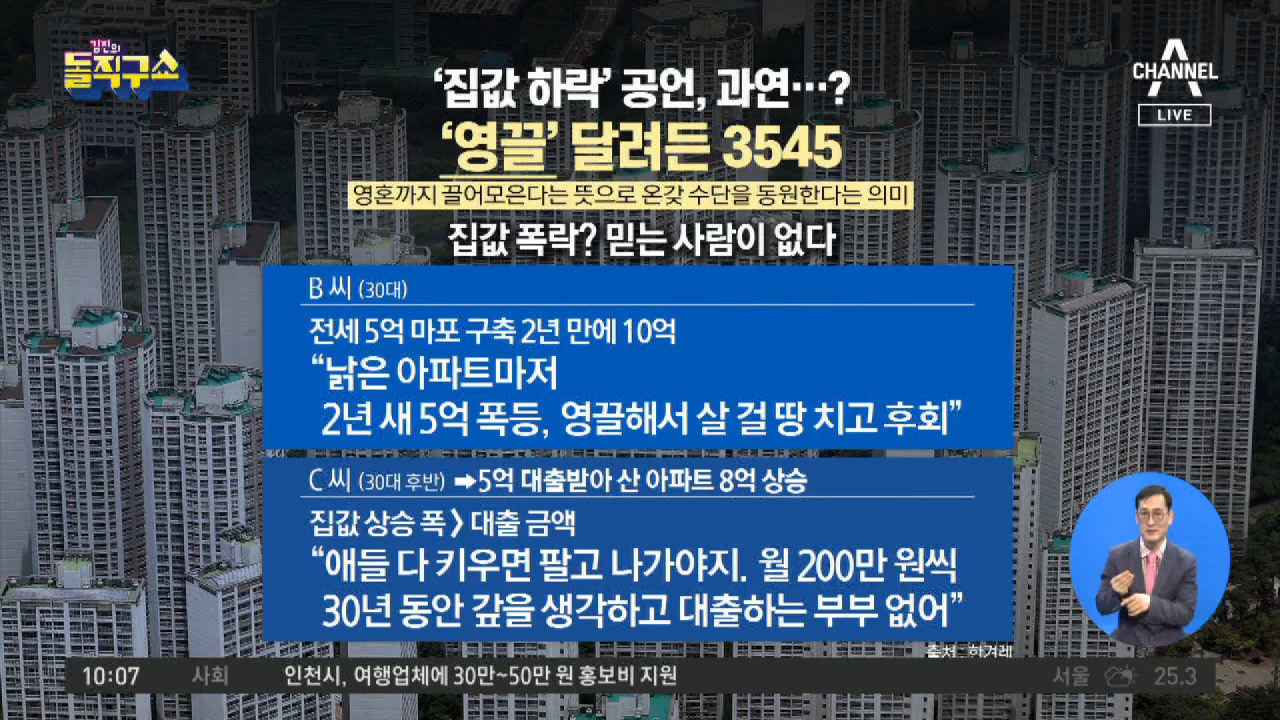 김진의
돌직구쇼
CHANNEL A
LIVE
‘집값 하락’ 공언, 과연…?
‘영끌’ 달려든 3545
영혼까지 끌어모은다는 뜻으로 온갖 수단을 동원한다는 의미
집값 폭락? 믿는 사람이 없다
B 씨 (30대)
전세 5억 마포 구축 2년 만에 10억
“낡은 아파트마저
2년 새 5억 폭등, 영끌해서 살 걸 땅 치고 후회”
C 씨 (30대 후반) ➡5억 대출받아 산 아파트 8억 상승
집값 상승 폭 > 대출 금액
“애들 다 키우면 팔고 나가야지. 월 200만 원씩
30년 동안 갚을 생각하고 대출하는 부부 없어”
출처 : 한겨레
10:07 사회 인천시, 여행업체에 30만~50만 원 홍보비 지원 서울 25.3